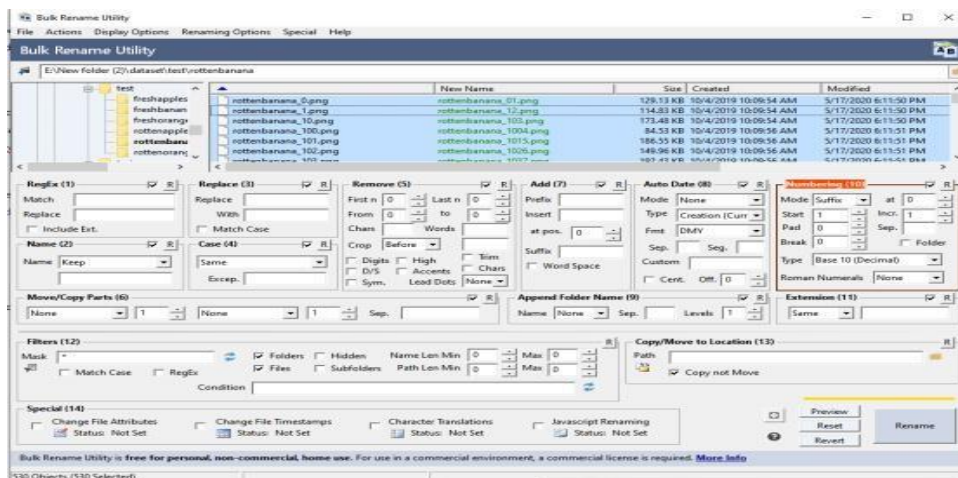 Bulk Rename Utility
File Actions Display Options Renaming Options Special Help
Bulk Rename Utility
E:\New folder (2)\dataset\test\rottenbanana
test
freshapples
freshbanan
freshorang
rottenapple
rottenbana
rottenorang
New Name Size Created Modified
rottenbanana_0.png rottenbanana_01.png 129.13 KB 10/4/2019 10:09:54 AM 5/17/2020 6:11:50 PM
rottenbanana_1.png rottenbanana_12.png 114.83 KB 10/4/2019 10:09:54 AM 5/17/2020 6:11:50 PM
rottenbanana_10.png rottenbanana_103.png 173.48 KB 10/4/2019 10:09:54 AM 5/17/2020 6:11:50 PM
rottenbanana_100.png rottenbanana_1004.png 84.53 KB 10/4/2019 10:09:56 AM 5/17/2020 6:11:51 PM
rottenbanana_101.png rottenbanana_1015.png 186.55 KB 10/4/2019 10:09:56 AM 5/17/2020 6:11:51 PM
rottenbanana_102.png rottenbanana_1026.png 149.96 KB 10/4/2019 10:09:56 AM 5/17/2020 6:11:51 PM
RegEx (1) R
Match
Replace
Include Ext.
Replace (3) R
Replace
With
Match Case
Remove (5) R
First n 0 Last n 0
From 0 to 0
Chars Words
Crop Before
Digits High Trim
D/S Accents Chars
Sym. Lead Dots None
Add (7) R
Prefix
Insert
at pos. 0
Suffix
Word Space
Auto Date (8) R
Mode None
Type Creation (Curr
Fmt DMY
Sep. Seg.
Custom
Cent. Off. 0
Numbering (10) R
Mode Suffix at 0
Start 1 Incr. 1
Pad 0 Sep.
Break 0 Folder
Type Base 10 (Decimal)
Roman Numerals None
Name (2) R
Name Keep
Case (4) R
Same
Excep.
Move/Copy Parts (6) R
None 1 None 1 Sep.
Append Folder Name (9) R
Name None Sep. Levels 1
Extension (11) R
Same
Filters (12) R
Mask * Folders Hidden Name Len Min 0 Max 0
Match Case RegEx Files Subfolders Path Len Min 0 Max 0
Condition
Copy/Move to Location (13) R
Path
Copy not Move
Special (14)
Change File Attributes Change File Timestamps Character Translations Javascript Renaming
Status: Not Set Status: Not Set Status: Not Set Status: Not Set
Preview
Reset
Revert
Rename
Bulk Rename Utility is free for personal, non-commercial, home use. For use in a commercial environment, a commercial license is required. More Info
530 Objects (530 Selected)